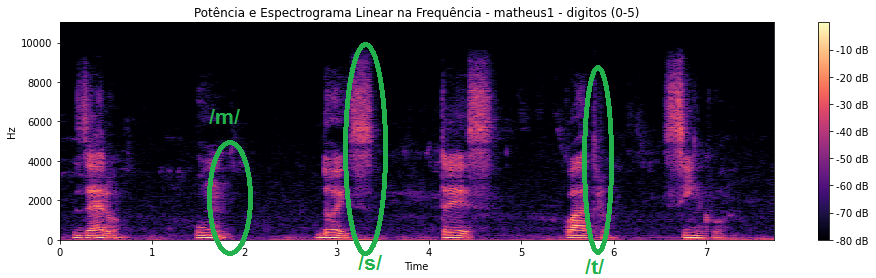 Potência e Espectrograma Linear na Frequência - matheus1 - digitos (0-5)
10000
8000
6000
4000
2000
0
Hz
/m/
0
1
2
3
4
5
6
7
/s/
Time
/t/
-10 dB
-20 dB
-30 dB
-40 dB
-50 dB
-60 dB
-70 dB
-80 dB